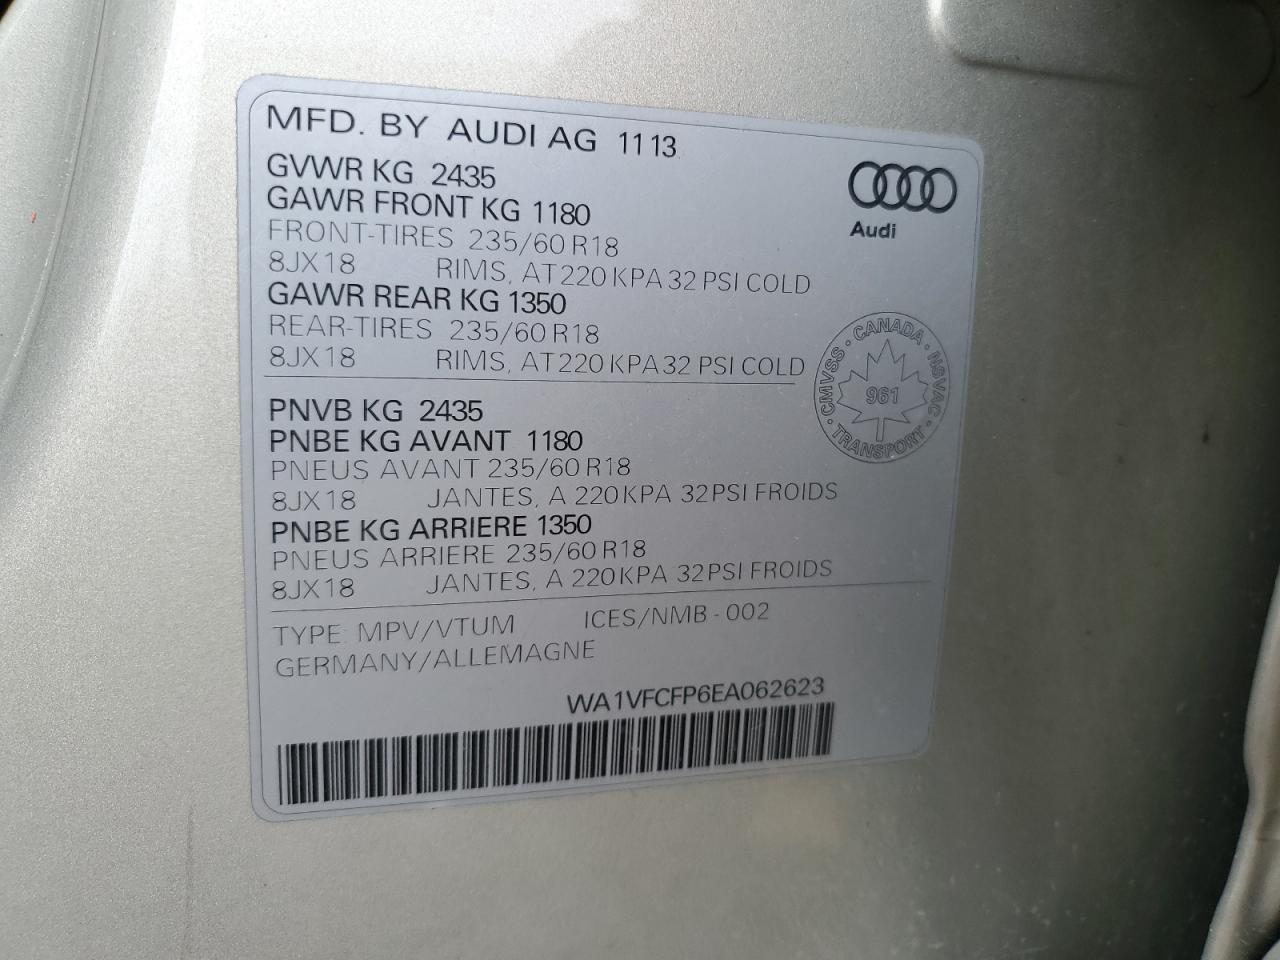 MFD. BY AUDI AG 11 13
GVWR KG 2435
GAWR FRONT KG 1180
FRONT-TIRES 235/60 R18
8JX18 RIMS, AT 220 KPA 32 PSI COLD
GAWR REAR KG 1350
REAR-TIRES 235/60 R18
8JX18 RIMS, AT 220 KPA 32 PSI COLD
Audi
CANADA · NSVAC · TRANSPORT · CMVSS ·
961
PNVB KG 2435
PNBE KG AVANT 1180
PNEUS AVANT 235/60 R18
8JX18 JANTES, A 220 KPA 32 PSI FROIDS
PNBE KG ARRIERE 1350
PNEUS ARRIERE 235/60 R18
8JX18 JANTES, A 220 KPA 32 PSI FROIDS
TYPE: MPV/VTUM ICES/NMB - 002
GERMANY/ALLEMAGNE
WA1VFCFP6EA062623